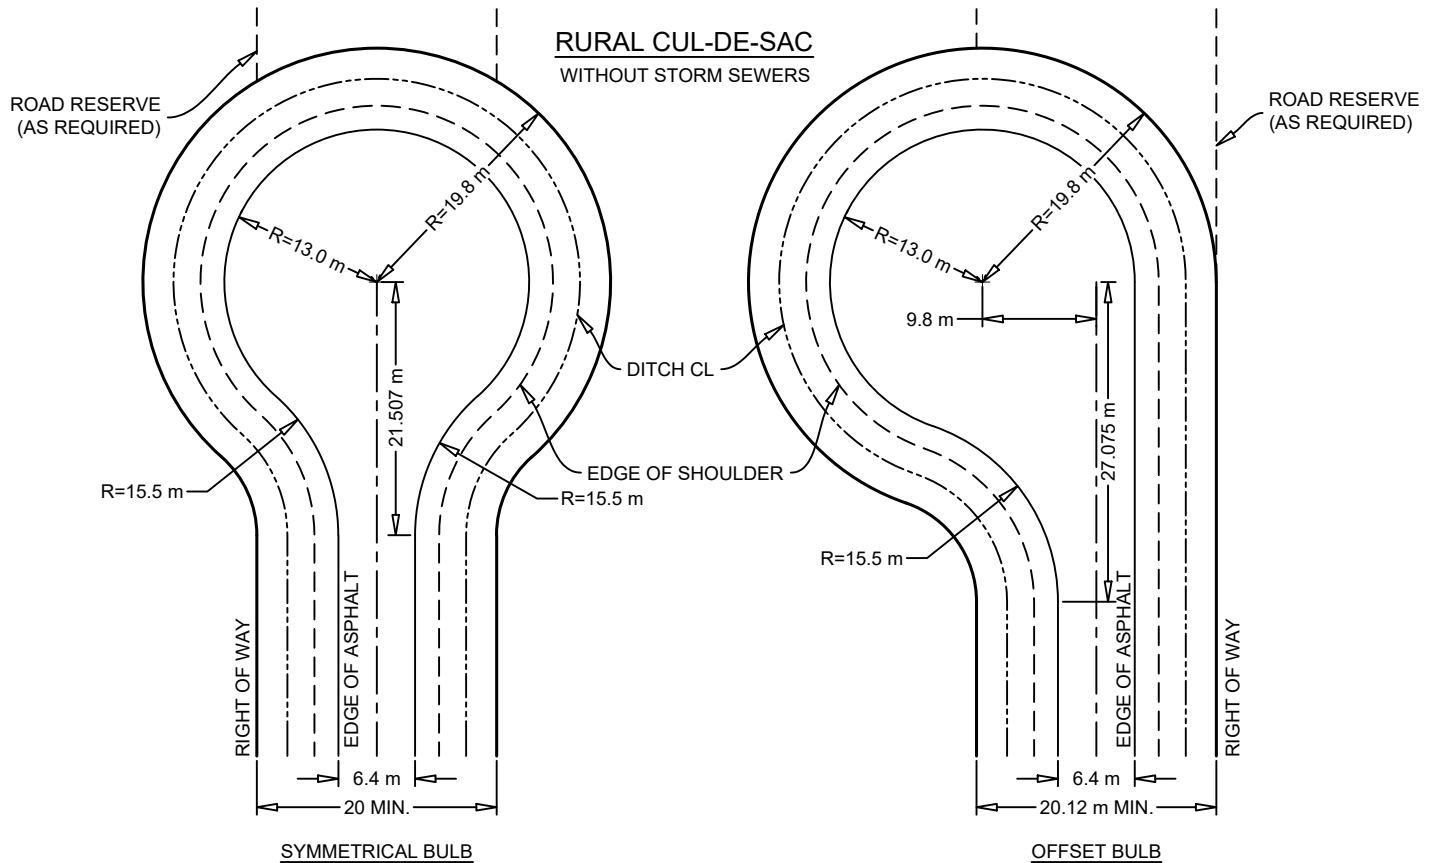 RURAL CUL-DE-SAC
WITHOUT STORM SEWERS
ROAD RESERVE
(AS REQUIRED)
R=19.8 m
R=13.0 m
21.507 m
R=15.5 m
R=15.5 m
DITCH CL
EDGE OF SHOULDER
RIGHT OF WAY
EDGE OF ASPHALT
6.4 m
20 MIN.
SYMMETRICAL BULB
ROAD RESERVE
(AS REQUIRED)
R=19.8 m
R=13.0 m
9.8 m
27.075 m
R=15.5 m
EDGE OF ASPHALT
RIGHT OF WAY
6.4 m
20.12 m MIN.
OFFSET BULB